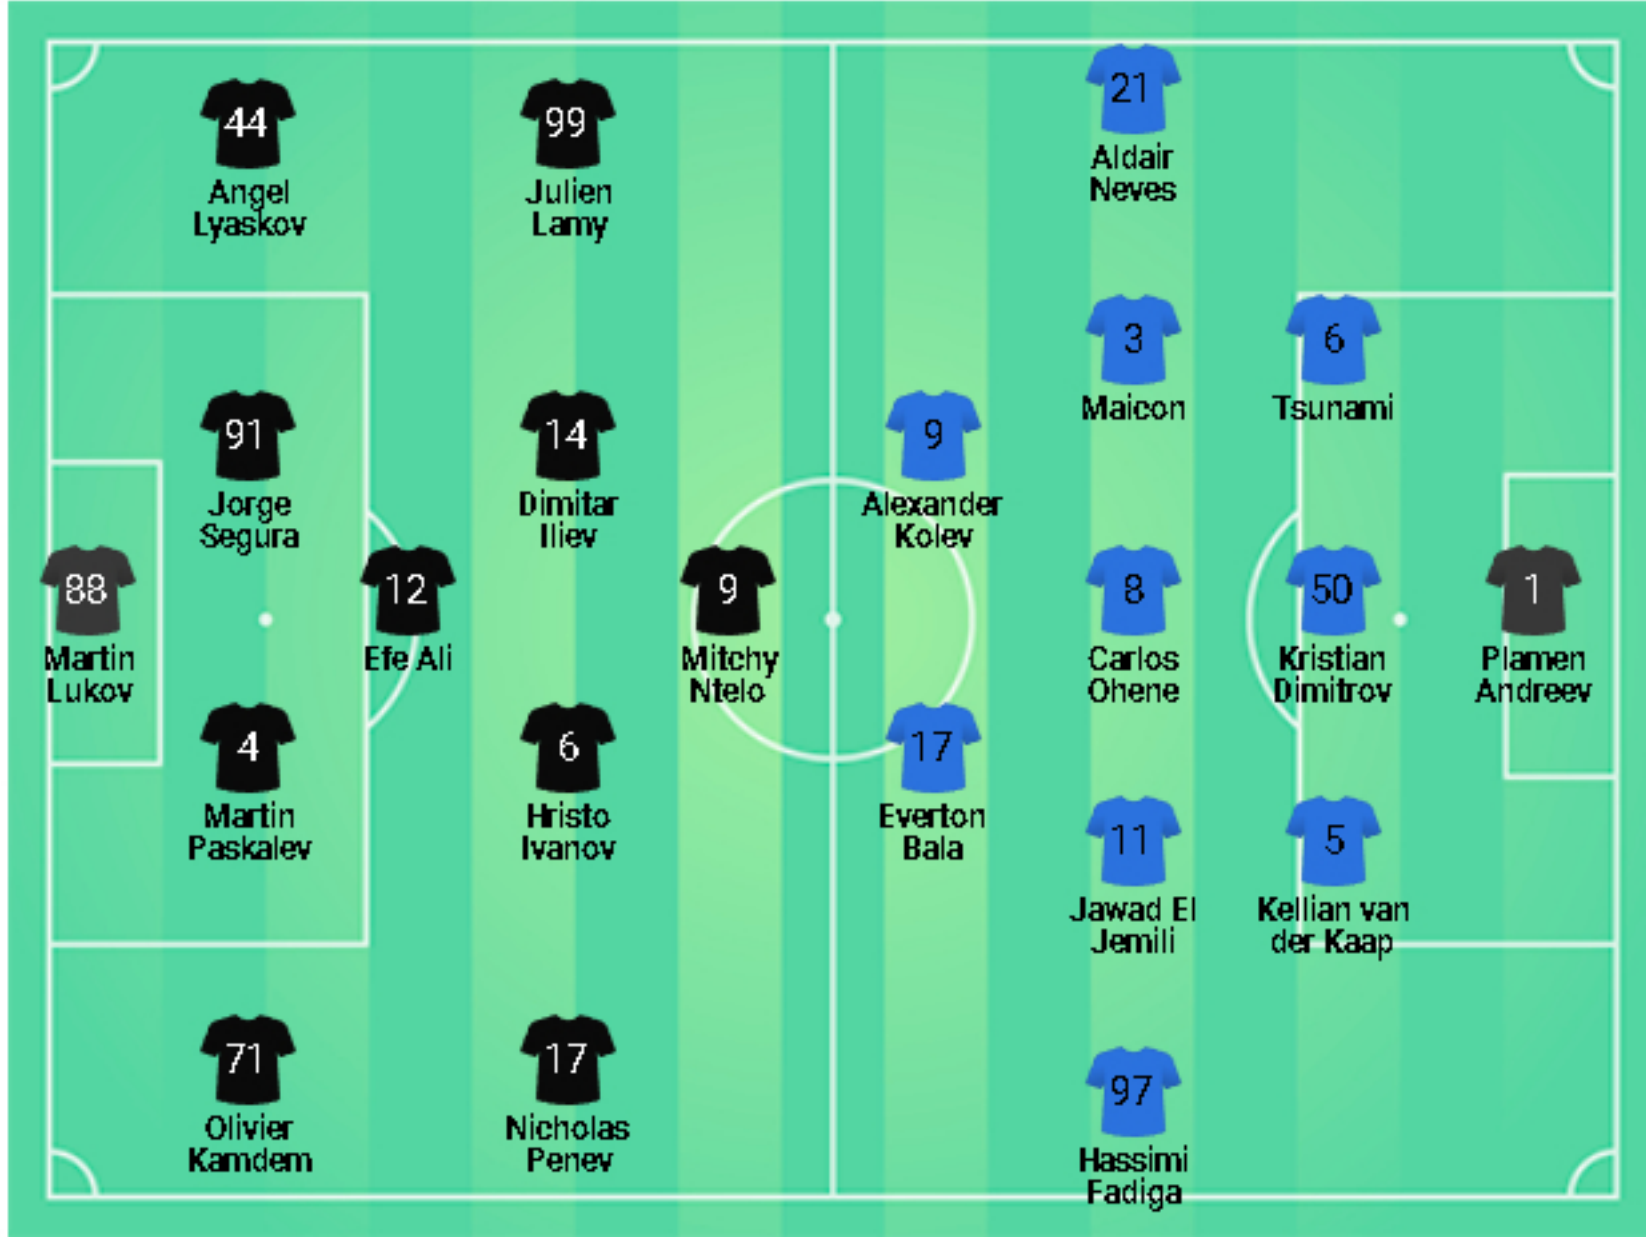 44
Angel
Lyaskov
99
Julien
Lamy
91
Jorge
Segura
14
Dimitar
Iliev
88
Martin
Lukov
12
Efe Ali
9
Mitchy
Ntelo
4
Martin
Paskalev
6
Hristo
Ivanov
71
Olivier
Kamdem
17
Nicholas
Penev
21
Aldair
Neves
3
Maicon
6
Tsunami
9
Alexander
Kolev
8
Carlos
Ohene
50
Kristian
Dimitrov
1
Plamen
Andreev
17
Everton
Bala
11
Jawad El
Jemili
5
Kellian van
der Kaap
97
Hassimi
Fadiga